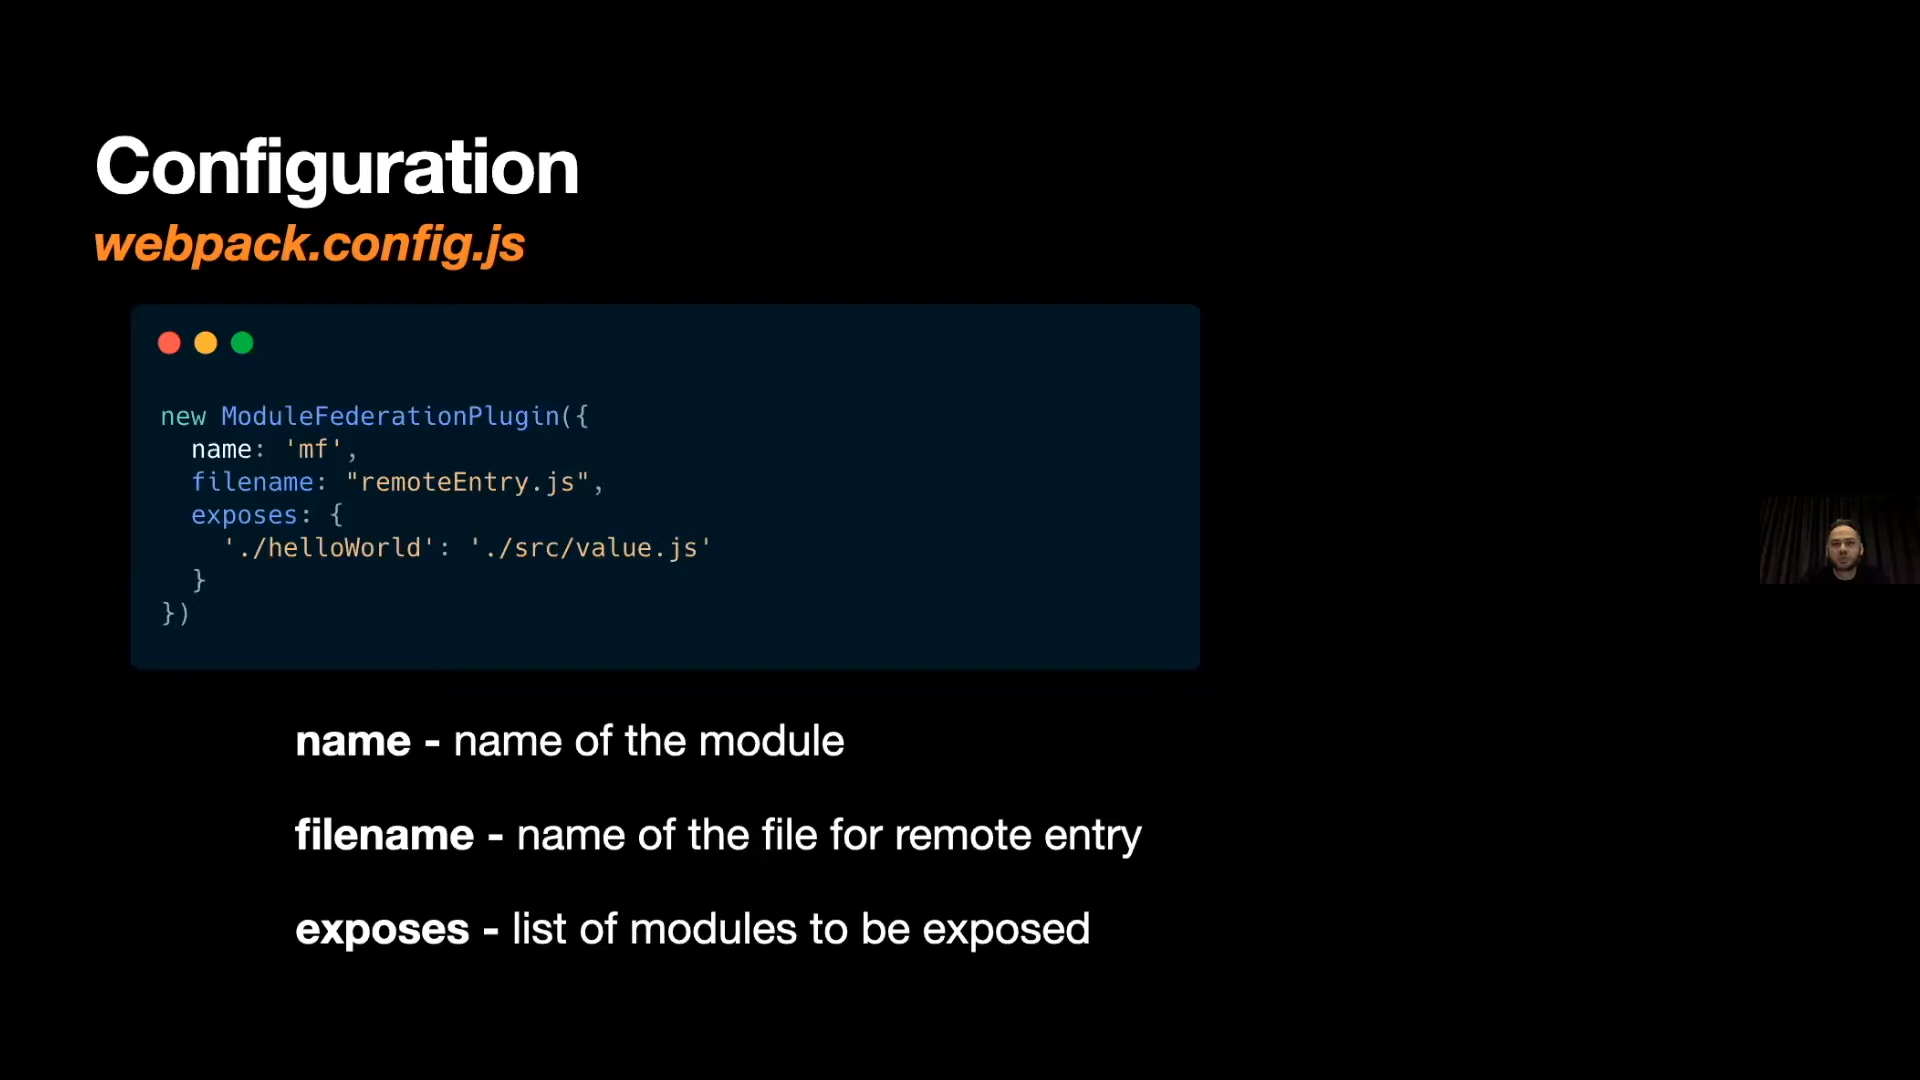 Configuration
webpack.config.js
new ModuleFederationPlugin({
  name: 'mf',
  filename: "remoteEntry.js",
  exposes: {
    './helloWorld': './src/value.js'
  }
})
name - name of the module
filename - name of the file for remote entry
exposes - list of modules to be exposed